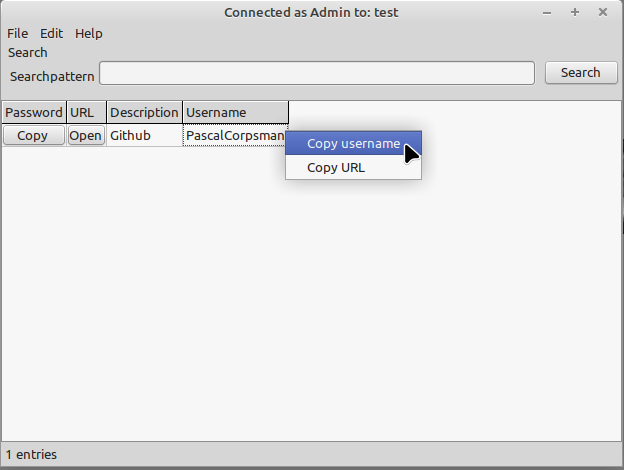 Connected as Admin to: test
File Edit Help
Search
Searchpattern Search
Password URL Description Username
Copy Open Github PascalCorpsman
Copy username
Copy URL
1 entries